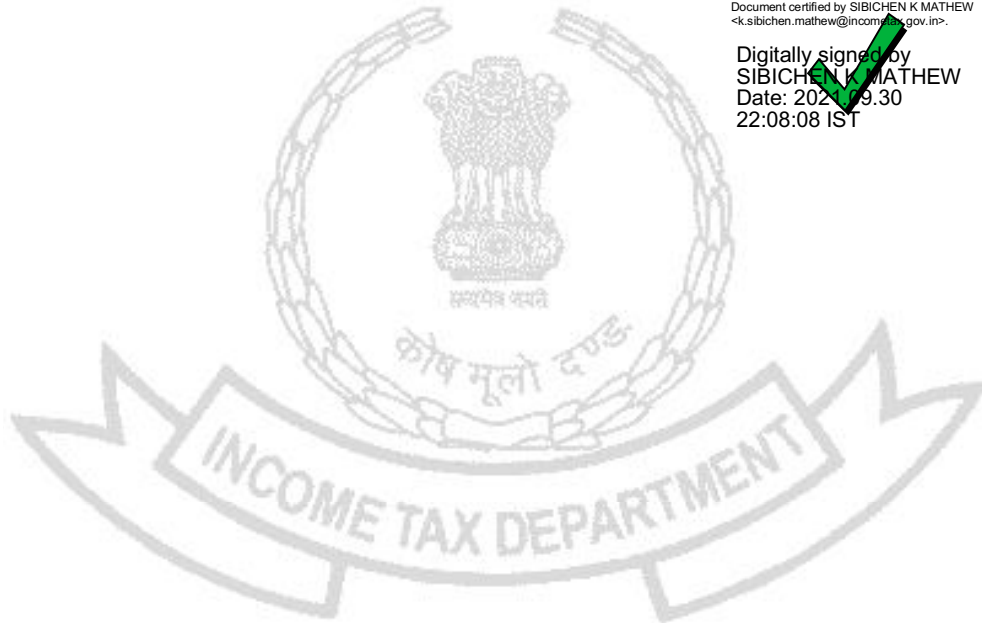 Document certified by SIBICHEN K MATHEW
<k.sibichen.mathew@incometax.gov.in>.
Digitally signed by
SIBICHEN K MATHEW
Date: 2021.09.30
22:08:08 IST
सत्यमेव जयते
कोष मूलो दण्ड
INCOME TAX DEPARTMENT